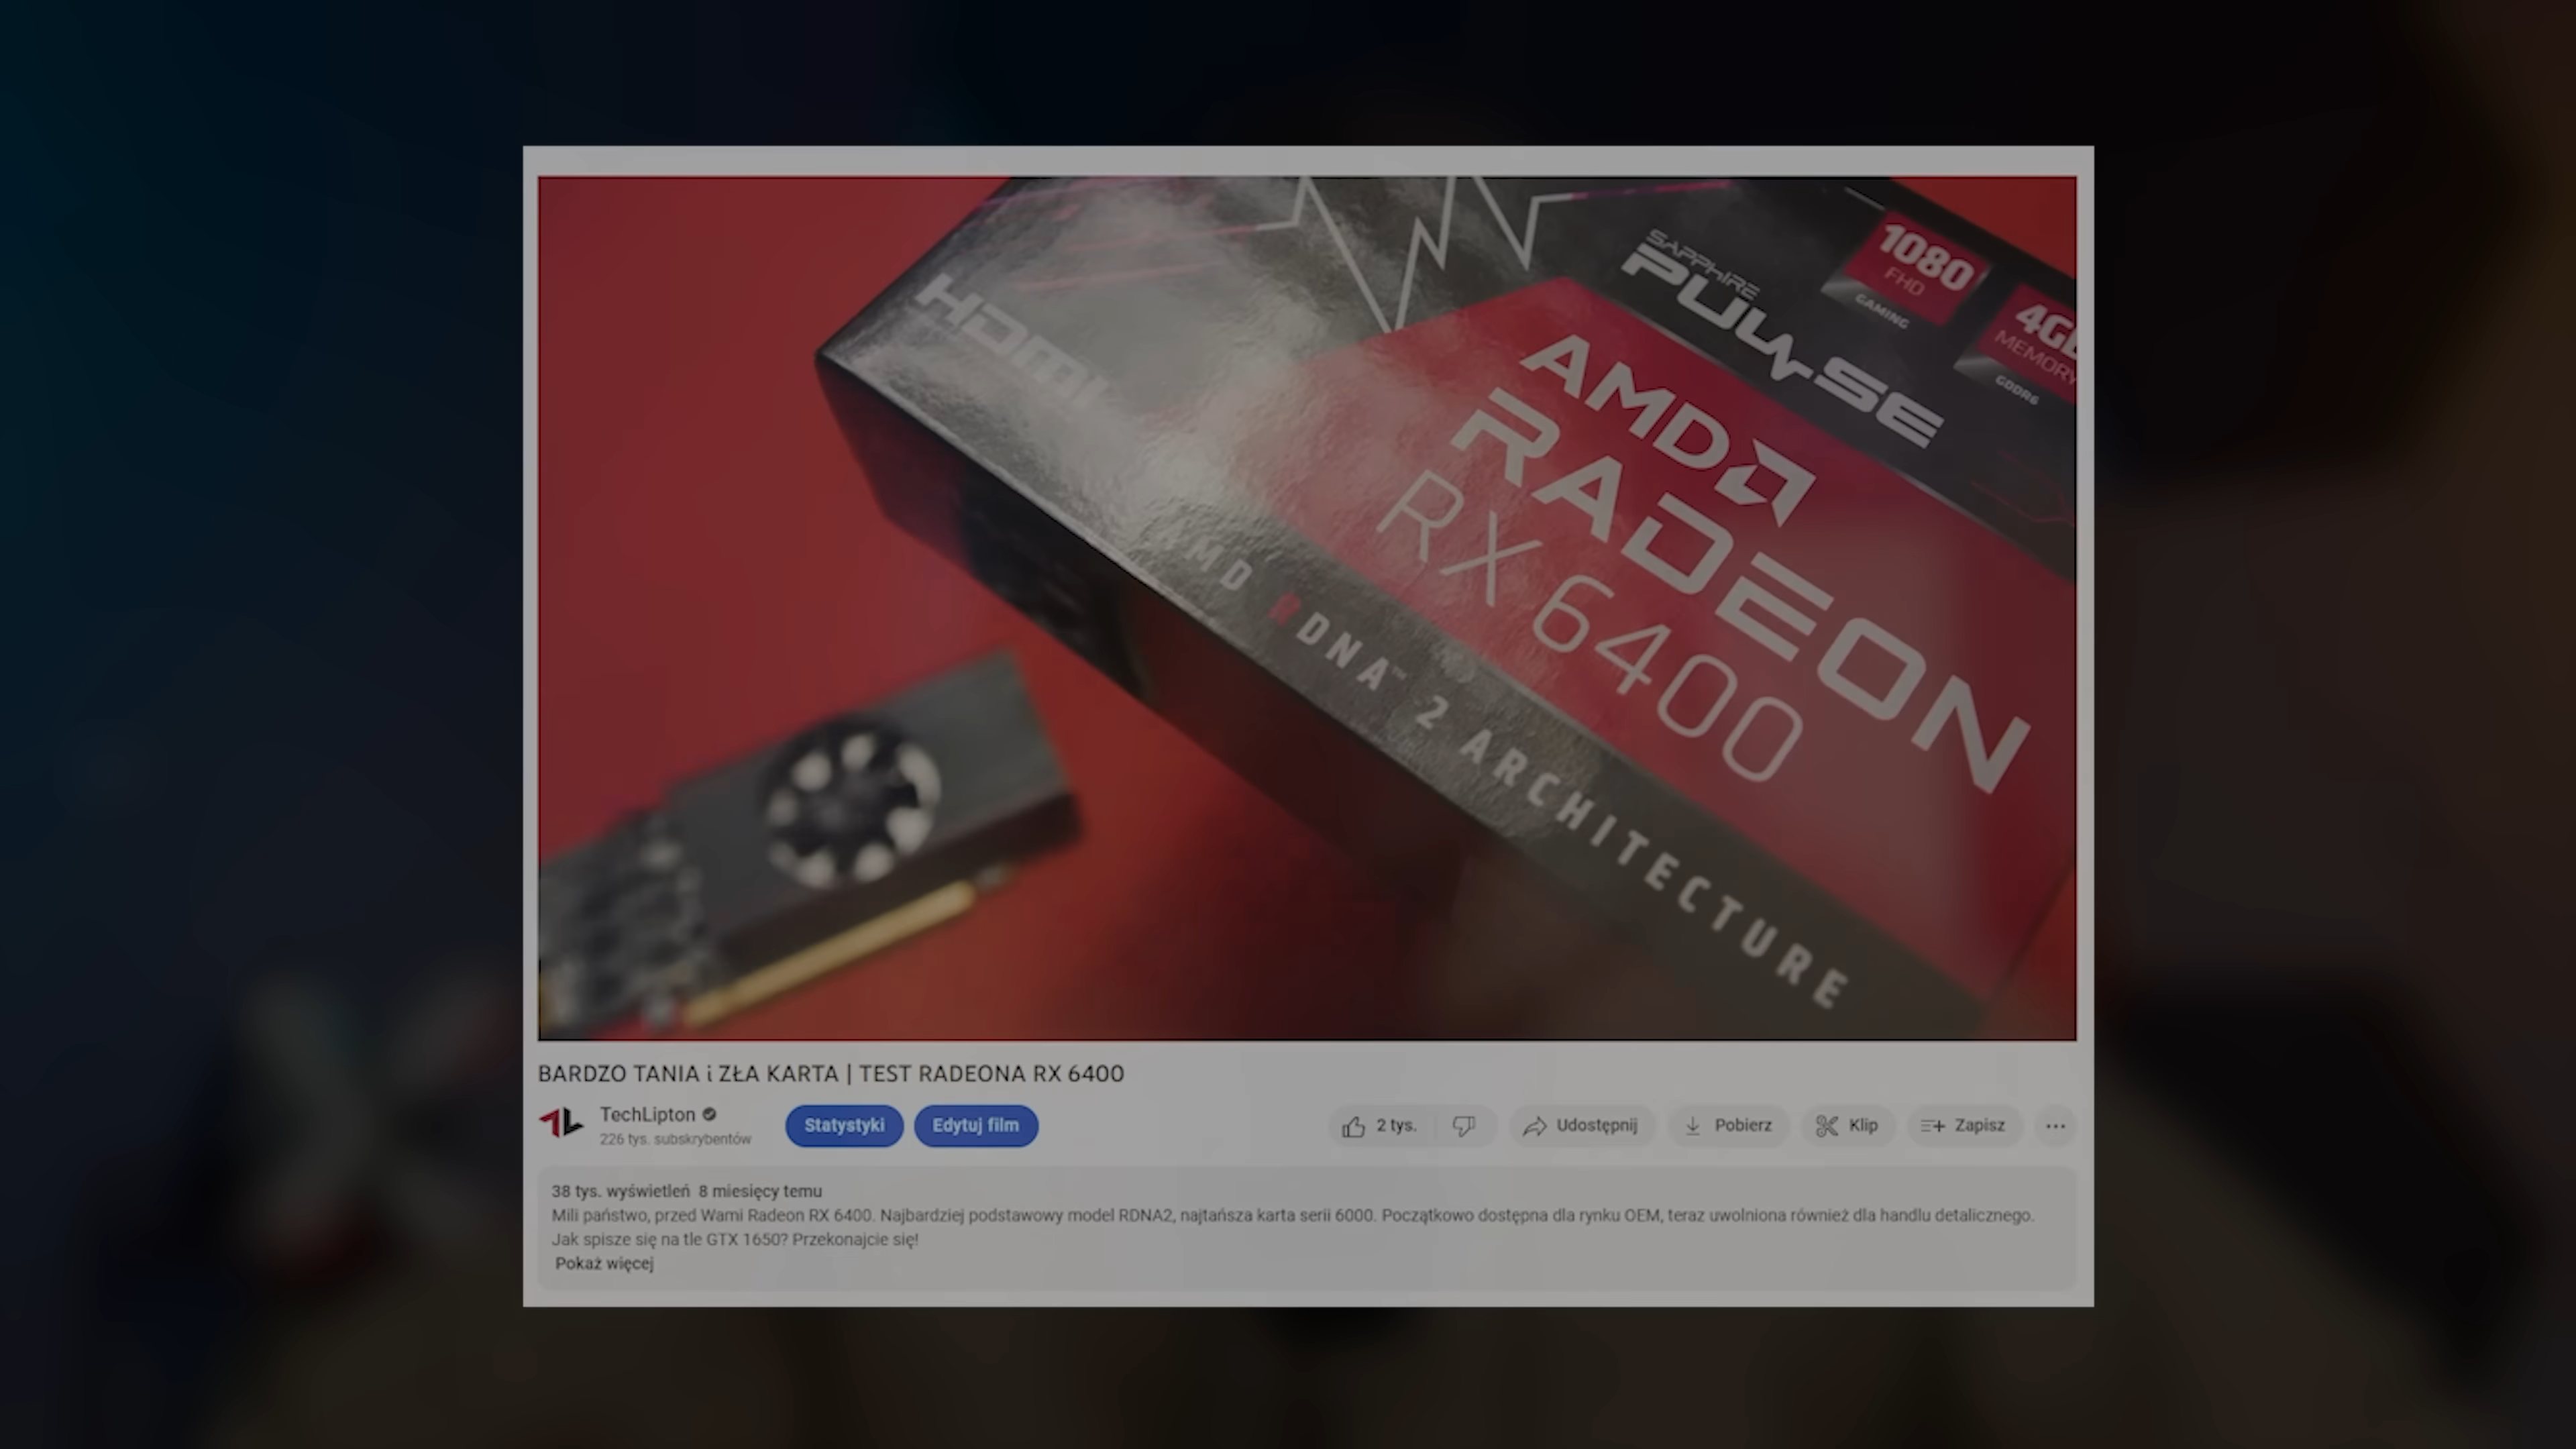 HDMI
SAPPHIRE
PULSE
1080
FHD
GAMING
MEMORY
GDDR6
AMD
RADEON
RX 6400
AMD RDNA™ 2 ARCHITECTURE
BARDZO TANIA i ZŁA KARTA | TEST RADEONA RX 6400
TechLipton
226 tys. subskrybentów
Statystyki
Edytuj film
2 tys.
Udostępnij
Pobierz
Klip
Zapisz
38 tys. wyświetleń 8 miesięcy temu
Mili państwo, przed Wami Radeon RX 6400. Najbardziej podstawowy model RDNA2, najtańsza karta serii 6000. Początkowo dostępna dla rynku OEM, teraz uwolniona również dla handlu detalicznego.
Jak spisze się na tle GTX 1650? Przekonajcie się!
Pokaż więcej